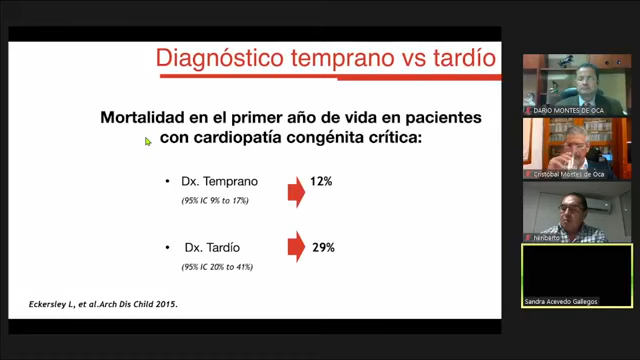 Diagnóstico temprano vs tardío
Mortalidad en el primer año de vida en pacientes
con cardiopatía congénita crítica:
• Dx. Temprano 12%
(95% IC 9% to 17%)
• Dx. Tardío 29%
(95% IC 20% to 41%)
Eckersley L, et al.Arch Dis Child 2015.
DARIO MONTES DE OCA
Cristóbal Montes de Oca
heriberto
Sandra Acevedo Gallegos